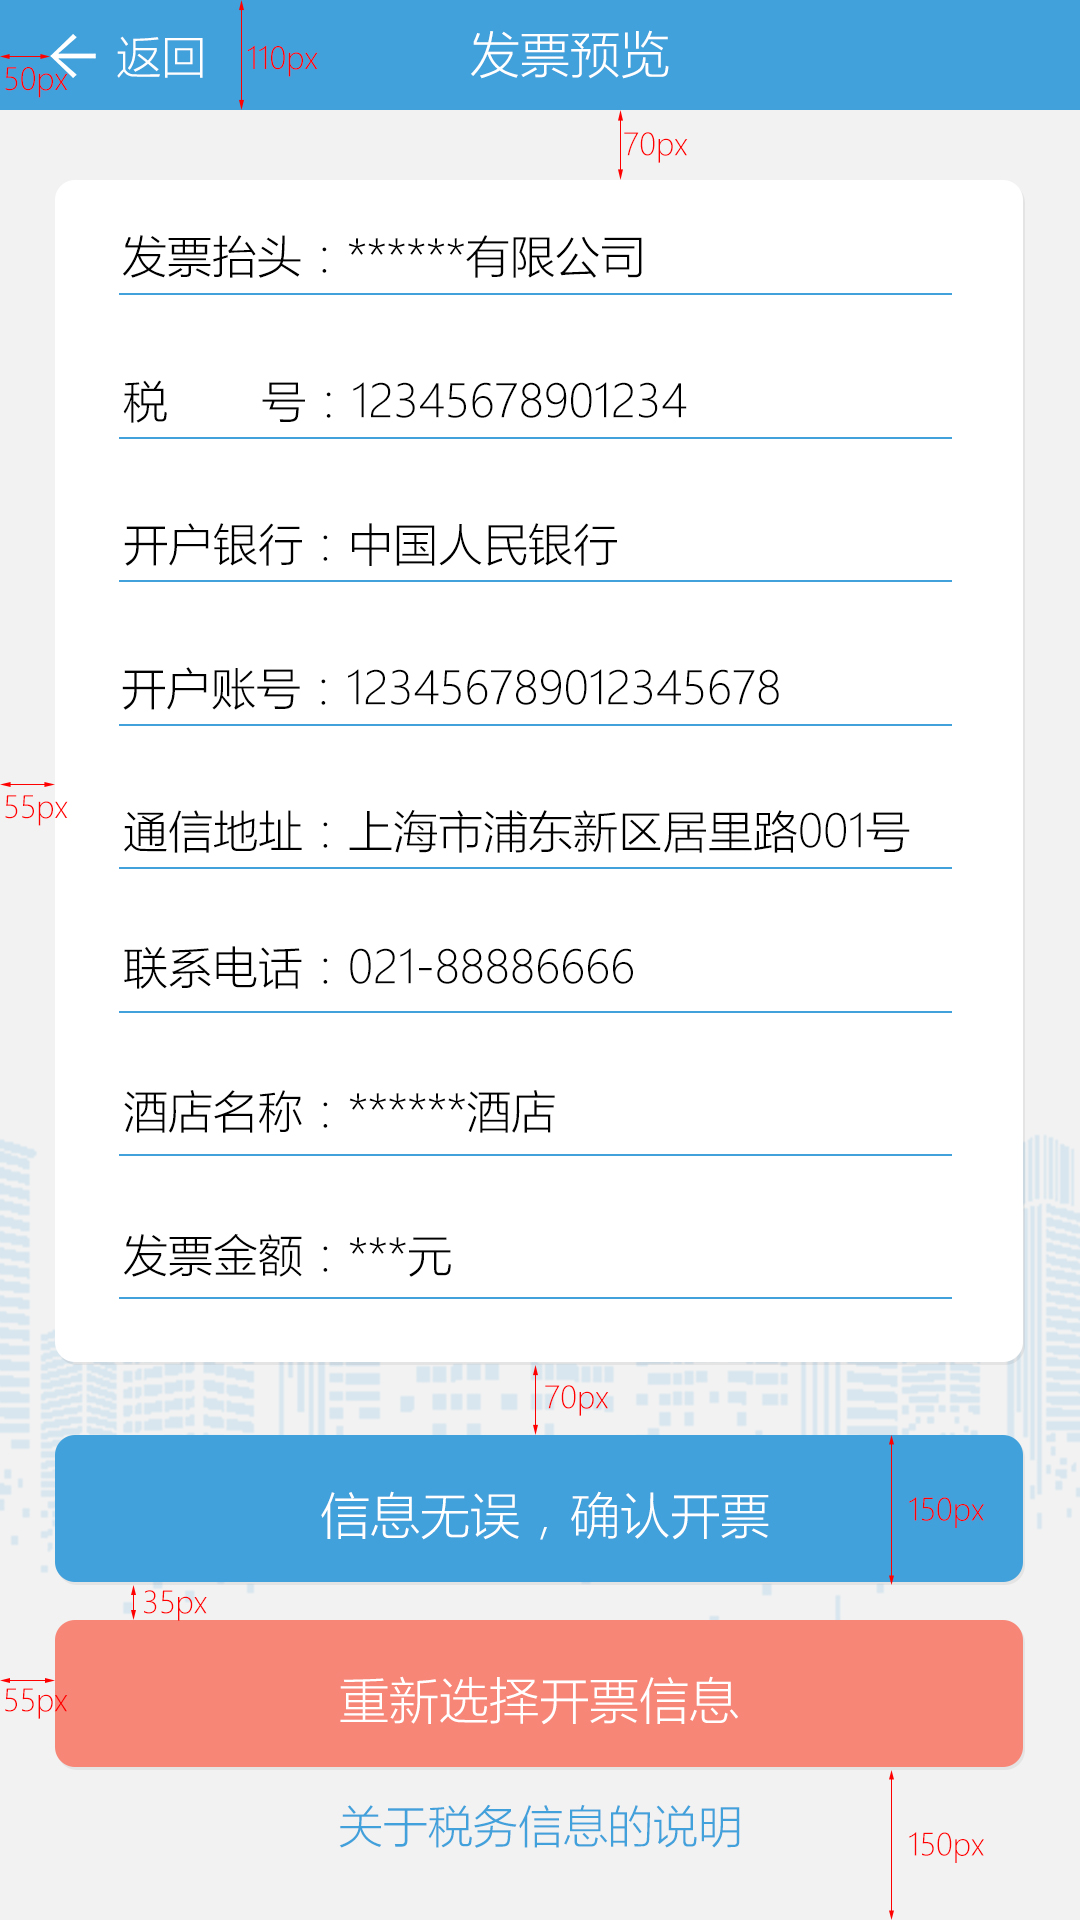 返回
110px
发票预览
50px
70px
发票抬头：******有限公司
税　　号：12345678901234
开户银行：中国人民银行
开户账号：123456789012345678
55px
通信地址：上海市浦东新区居里路001号
联系电话：021-88886666
酒店名称：******酒店
发票金额：***元
70px
信息无误，确认开票
150px
35px
重新选择开票信息
55px
关于税务信息的说明
150px